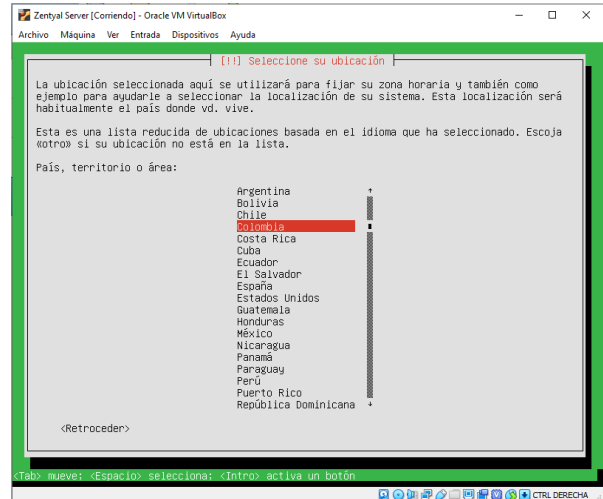 Zentyal Server [Corriendo] - Oracle VM VirtualBox
Archivo Máquina Ver Entrada Dispositivos Ayuda
[!!] Seleccione su ubicación
La ubicación seleccionada aquí se utilizará para fijar su zona horaria y también como
ejemplo para ayudarle a seleccionar la localización de su sistema. Esta localización será
habitualmente el país donde vd. vive.
Esta es una lista reducida de ubicaciones basada en el idioma que ha seleccionado. Escoja
«otro» si su ubicación no está en la lista.
País, territorio o área:
Argentina
Bolivia
Chile
Colombia
Costa Rica
Cuba
Ecuador
El Salvador
España
Estados Unidos
Guatemala
Honduras
México
Nicaragua
Panamá
Paraguay
Perú
Puerto Rico
República Dominicana
<Retroceder>
<Tab> mueve; <Espacio> selecciona; <Intro> activa un botón
CTRL DERECHA